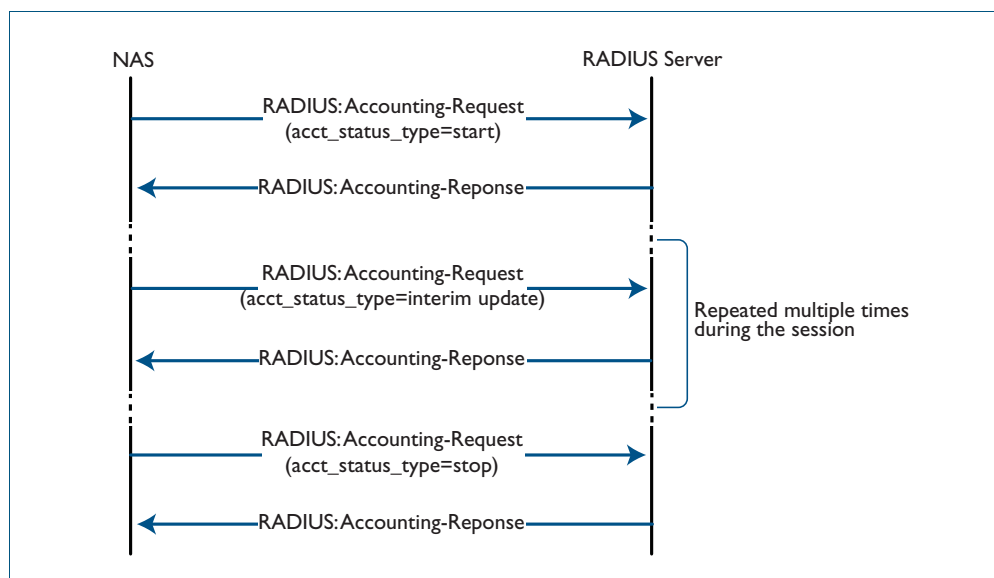 NAS
RADIUS Server
RADIUS: Accounting-Request
(acct_status_type=start)
RADIUS: Accounting-Reponse
RADIUS: Accounting-Request
(acct_status_type=interim update)
Repeated multiple times
during the session
RADIUS: Accounting-Reponse
RADIUS: Accounting-Request
(acct_status_type=stop)
RADIUS: Accounting-Reponse